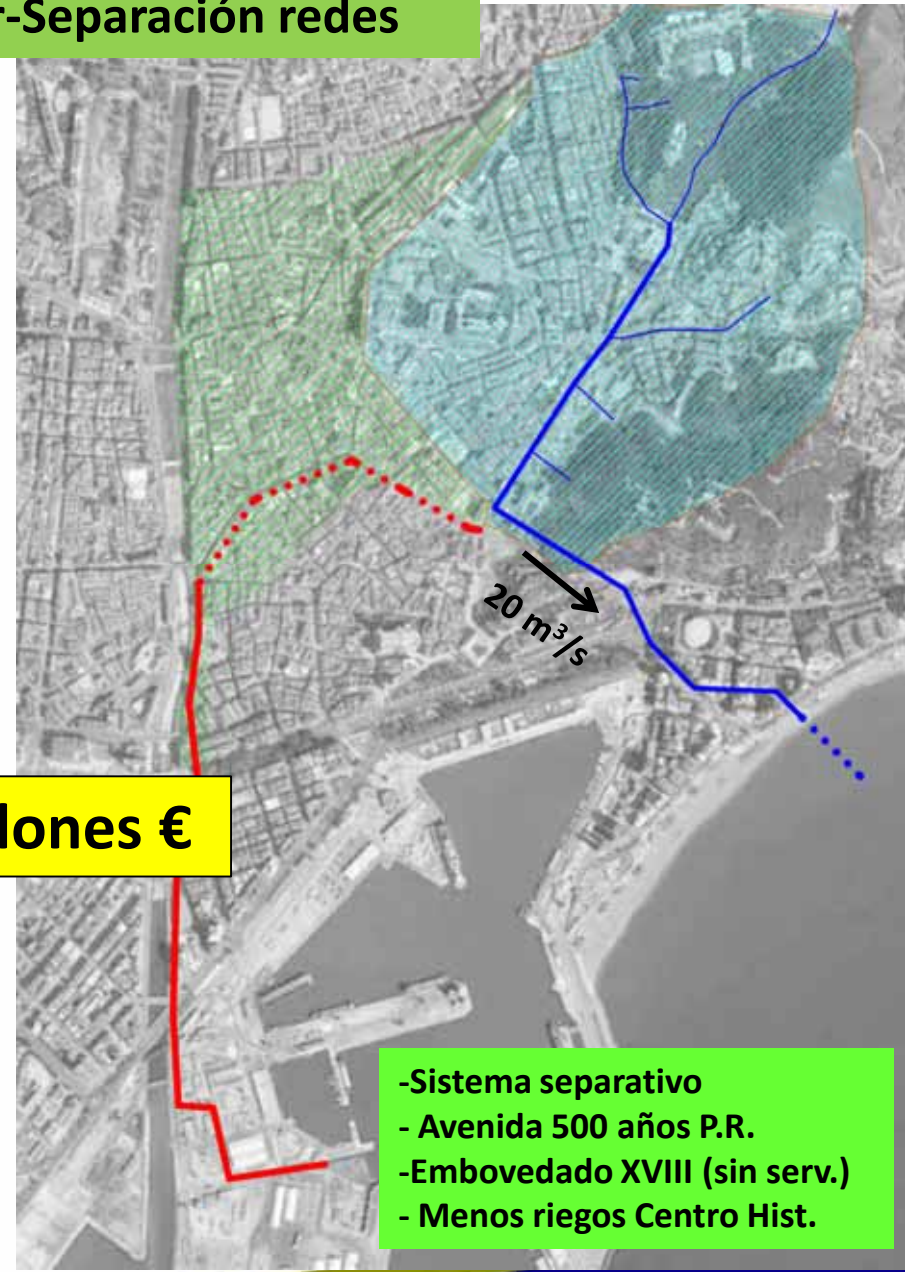 r-Separación redes
20 m³/s
lones €
-Sistema separativo
- Avenida 500 años P.R.
-Embovedado XVIII (sin serv.)
- Menos riegos Centro Hist.